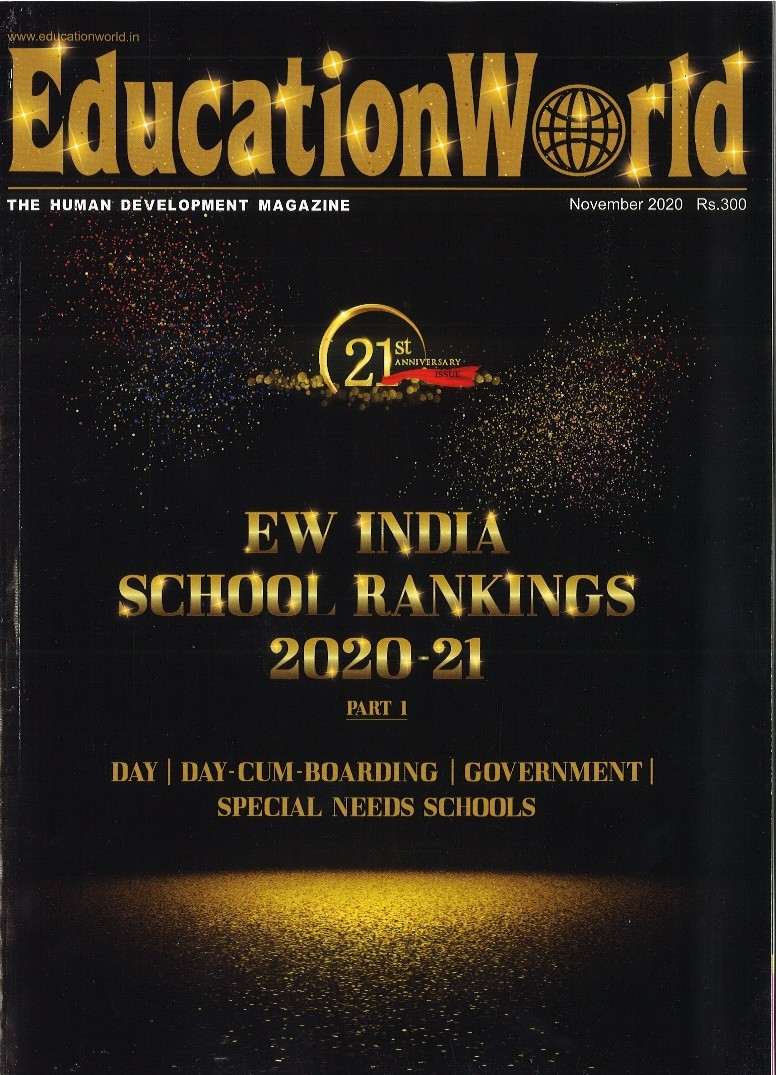 www.educationworld.in
EducationWorld
THE HUMAN DEVELOPMENT MAGAZINE
November 2020 Rs.300
21st
ANNIVERSARY
ISSUE
EW INDIA
SCHOOL RANKINGS
2020-21
PART 1
DAY | DAY-CUM-BOARDING | GOVERNMENT |
SPECIAL NEEDS SCHOOLS